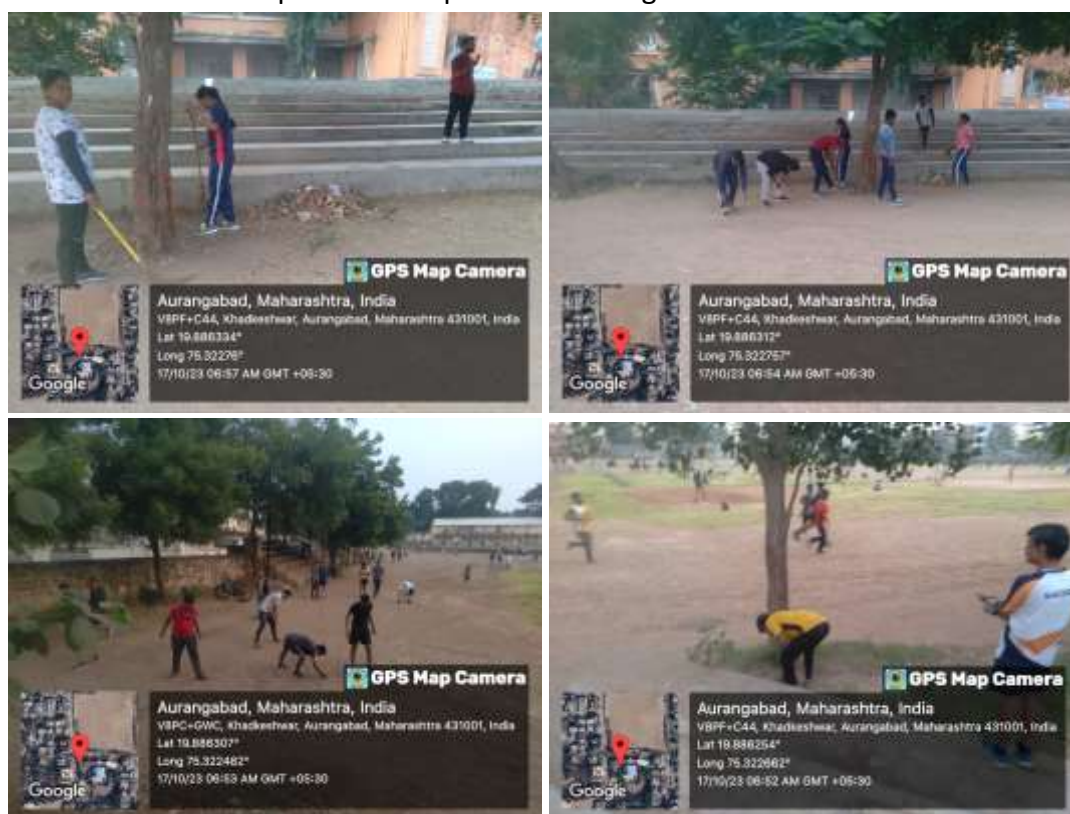 GPS Map Camera
Aurangabad, Maharashtra, India
V8PF+C44, Khadkeshwar, Aurangabad, Maharashtra 431001, India
Lat 19.886334°
Long 75.32276°
17/10/23 06:57 AM GMT +05:30
Google
GPS Map Camera
Aurangabad, Maharashtra, India
V8PF+C44, Khadkeshwar, Aurangabad, Maharashtra 431001, India
Lat 19.886312°
Long 75.322757°
17/10/23 06:54 AM GMT +05:30
Google
GPS Map Camera
Aurangabad, Maharashtra, India
V8PC+GWC, Khadkeshwar, Aurangabad, Maharashtra 431001, India
Lat 19.886307°
Long 75.322462°
17/10/23 06:53 AM GMT +05:30
Google
GPS Map Camera
Aurangabad, Maharashtra, India
V8PF+C44, Khadkeshwar, Aurangabad, Maharashtra 431001, India
Lat 19.886254°
Long 75.322662°
17/10/23 06:52 AM GMT +05:30
Google